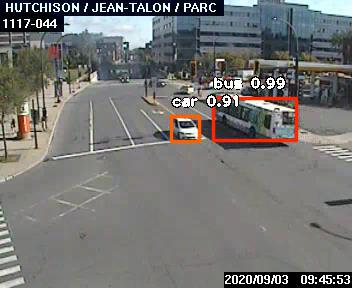 HUTCHISON / JEAN-TALON / PARC
1117-044
bus 0.99
car 0.91
2020/09/03 09:45:53